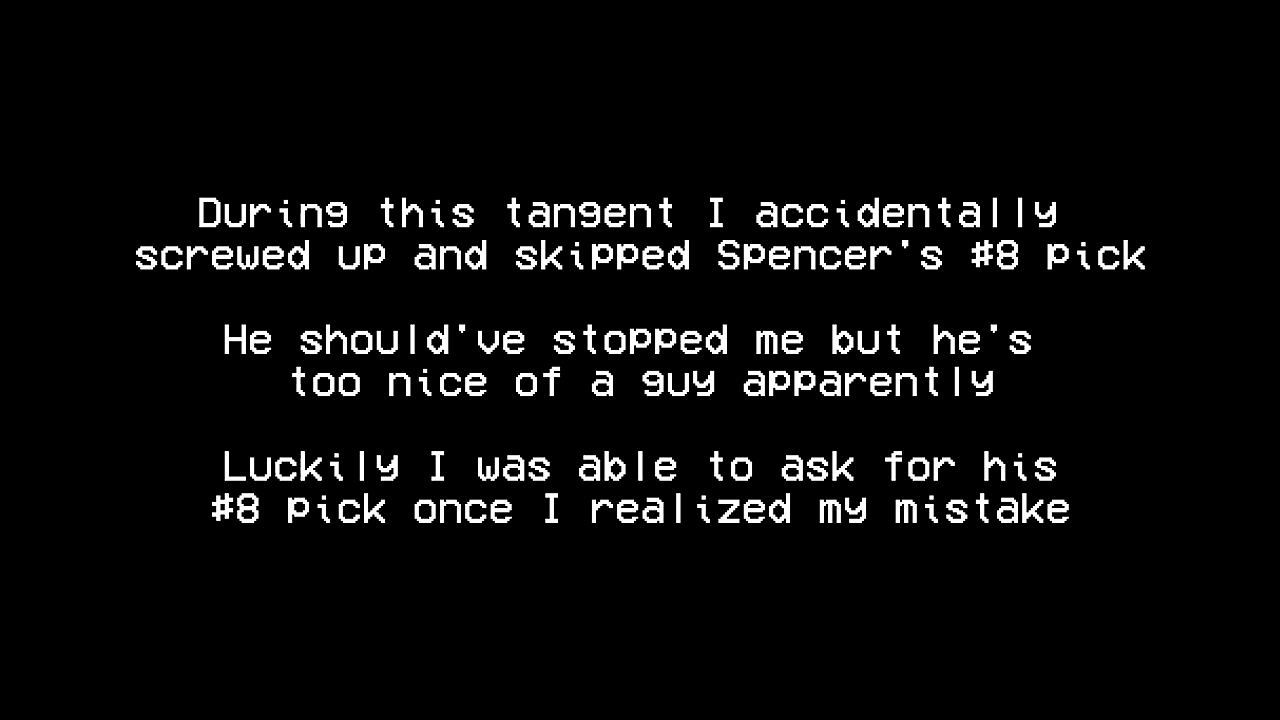 During this tangent I accidentally
screwed up and skipped Spencer's #8 pick
He should've stopped me but he's
too nice of a guy apparently
Luckily I was able to ask for his
#8 pick once I realized my mistake